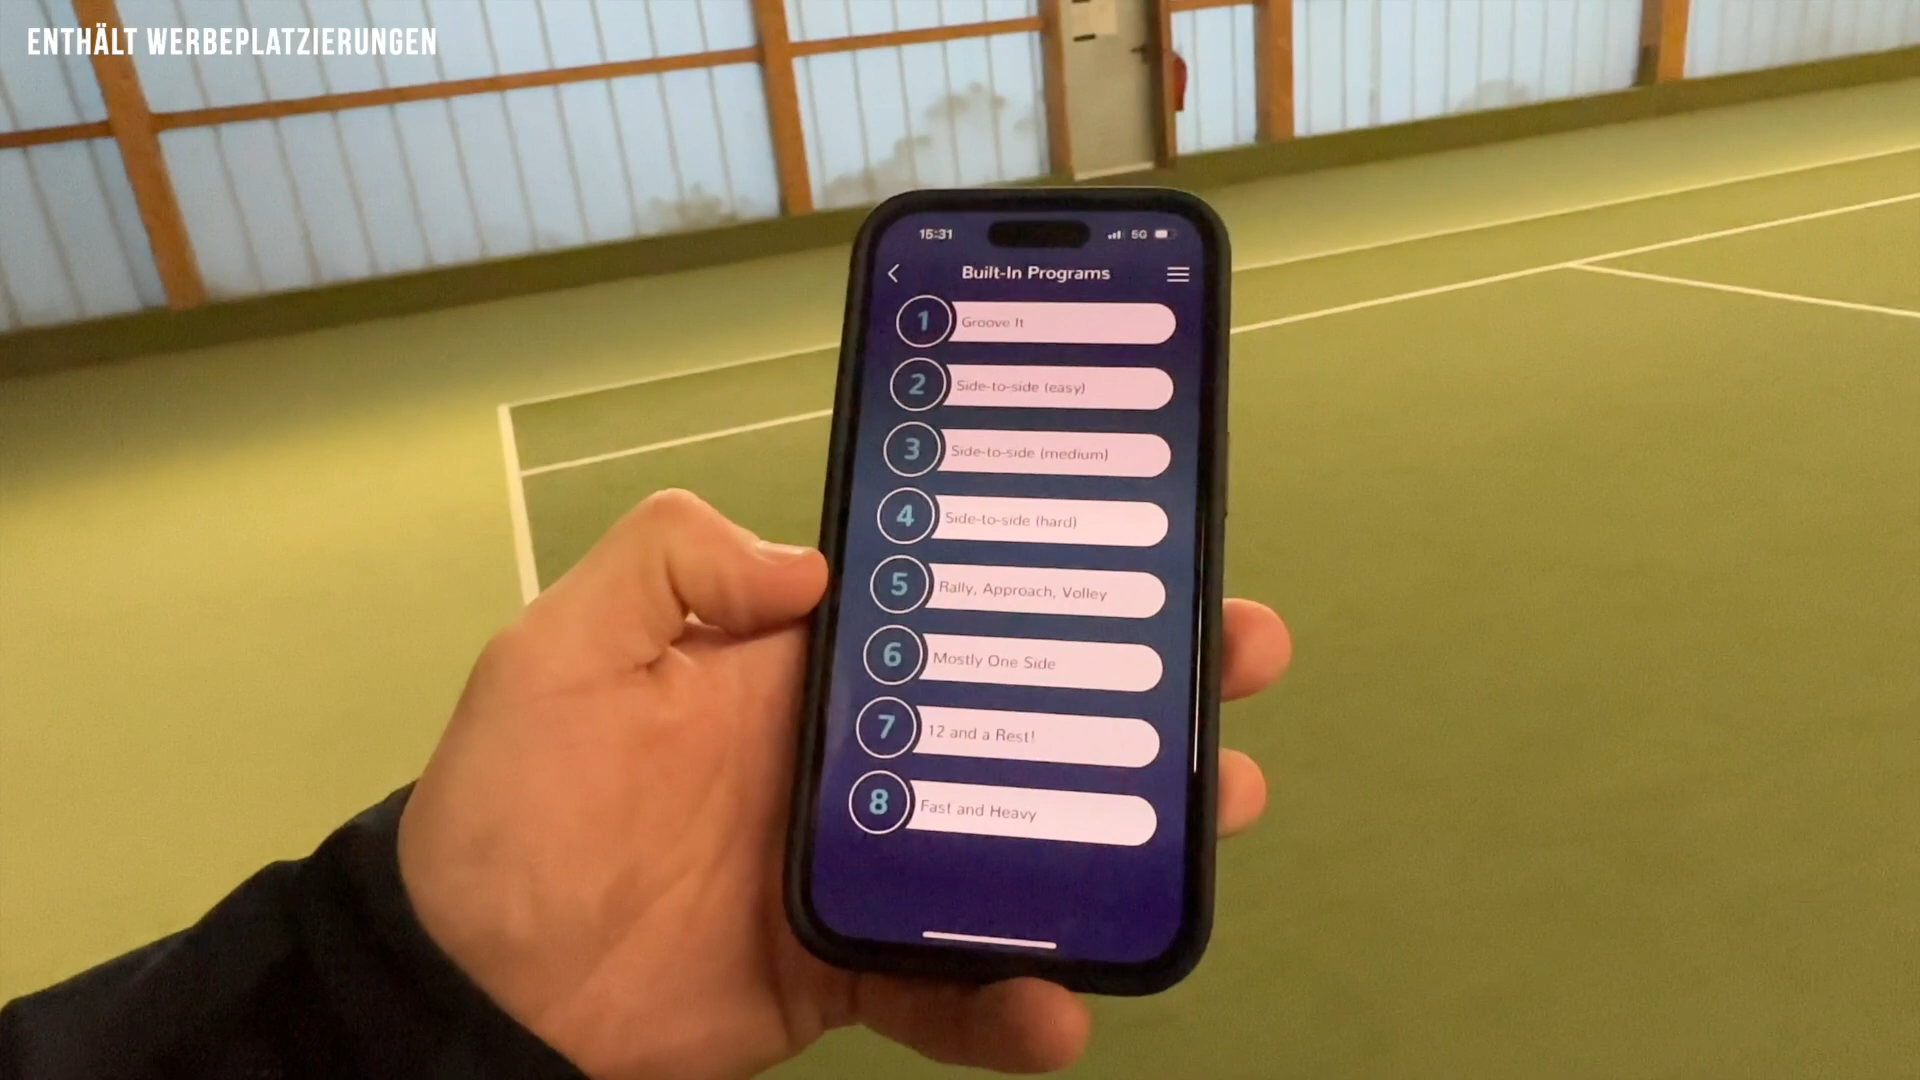 ENTHÄLT WERBEPLATZIERUNGEN
15:31
5G
Built-In Programs
1 Groove It
2 Side-to-side (easy)
3 Side-to-side (medium)
4 Side-to-side (hard)
5 Rally, Approach, Volley
6 Mostly One Side
7 12 and a Rest!
8 Fast and Heavy